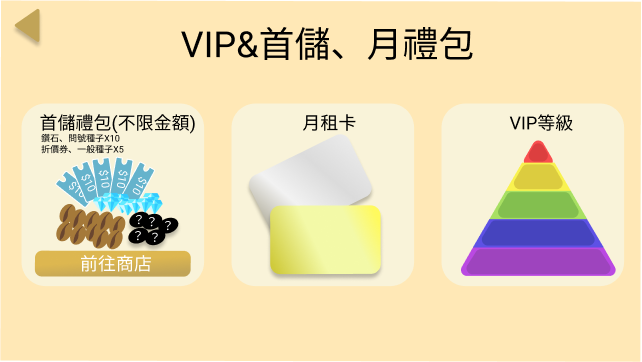 VIP&首儲、月禮包
首儲禮包(不限金額)
鑽石、問號種子X10
折價券、一般種子X5
$10
$10
$10
$10
? ? ?
? ?
前往商店
月租卡
VIP等級